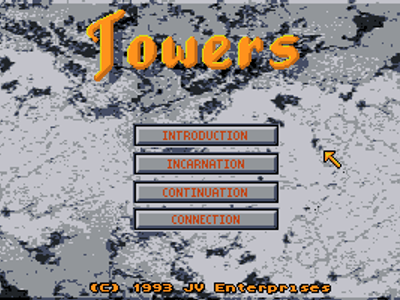 Towers
INTRODUCTION
INCARNATION
CONTINUATION
CONNECTION
(C) 1993 JV Enterprises